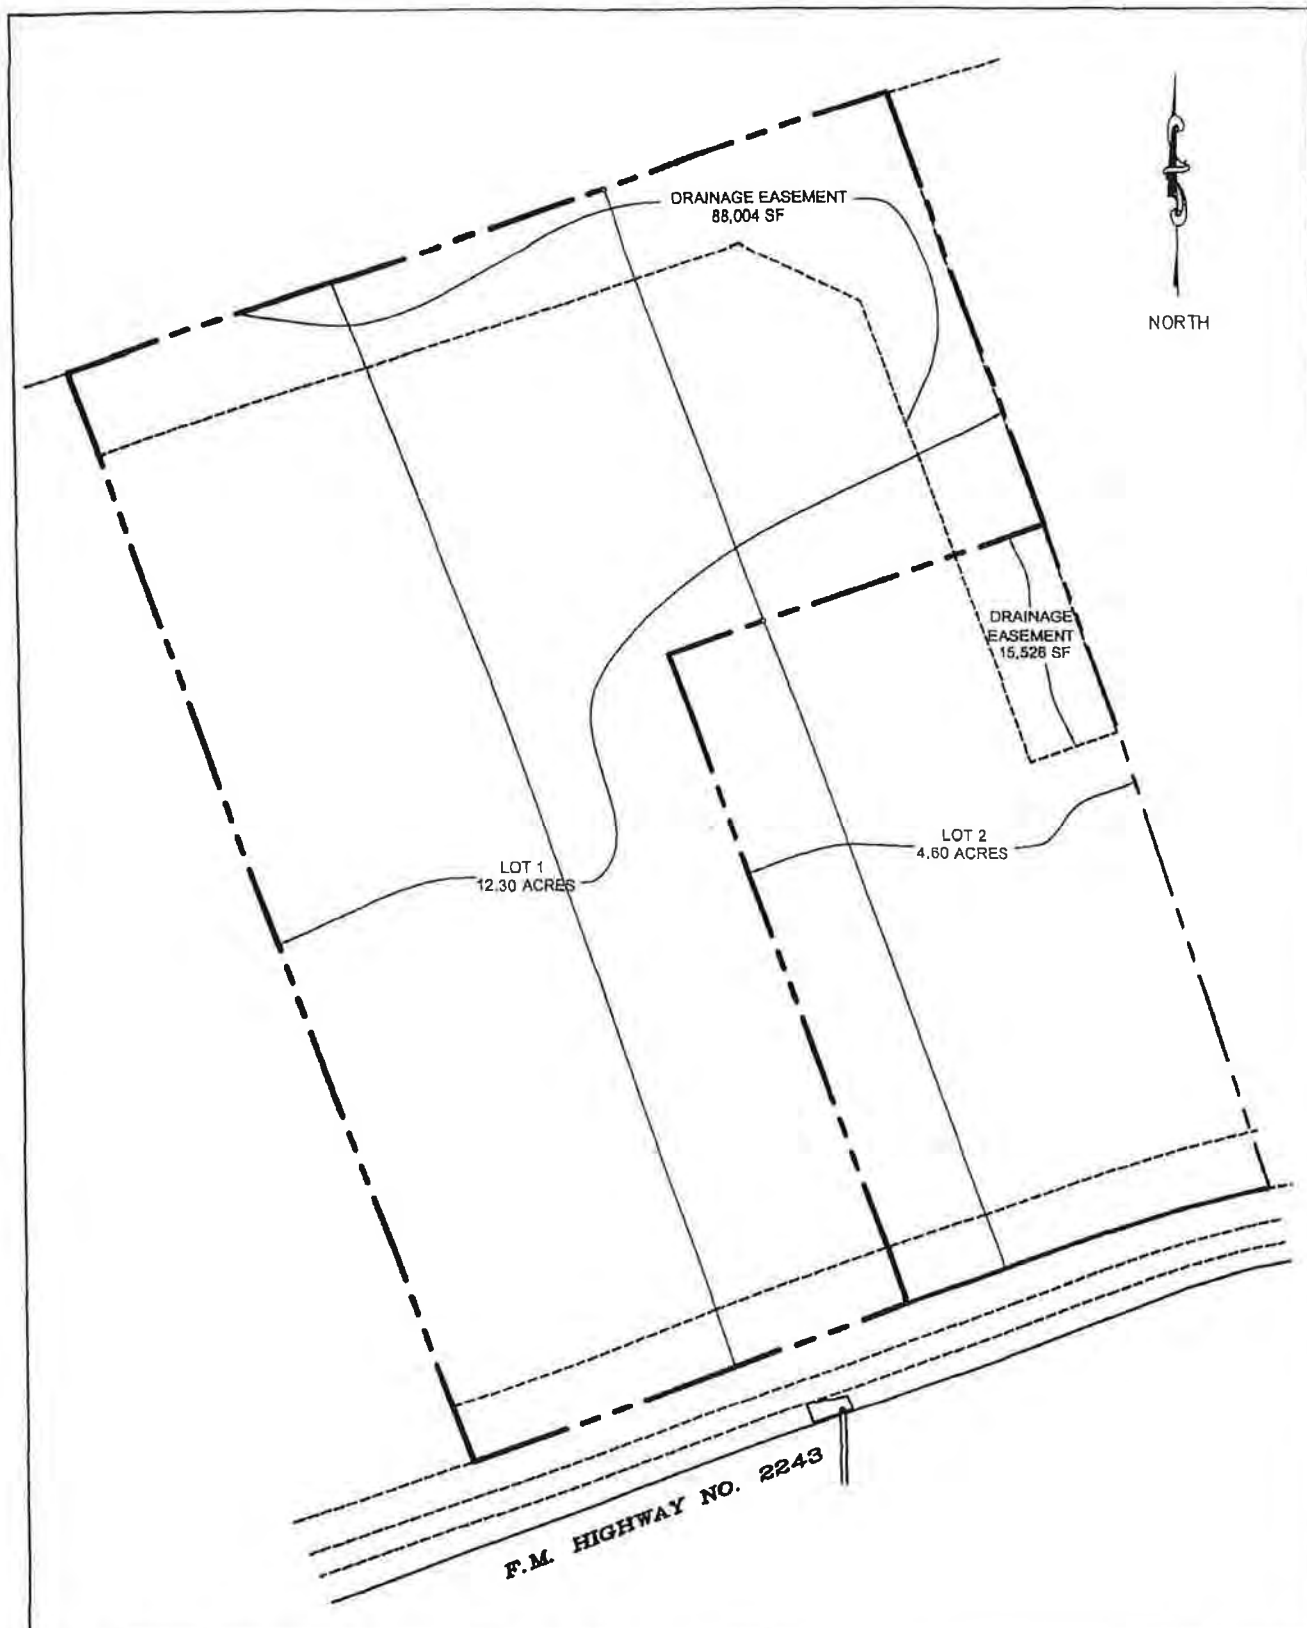 DRAINAGE EASEMENT
88,004 SF
NORTH
DRAINAGE
EASEMENT
15,526 SF
LOT 2
4.60 ACRES
LOT 1
12.30 ACRES
F.M. HIGHWAY NO. 2243